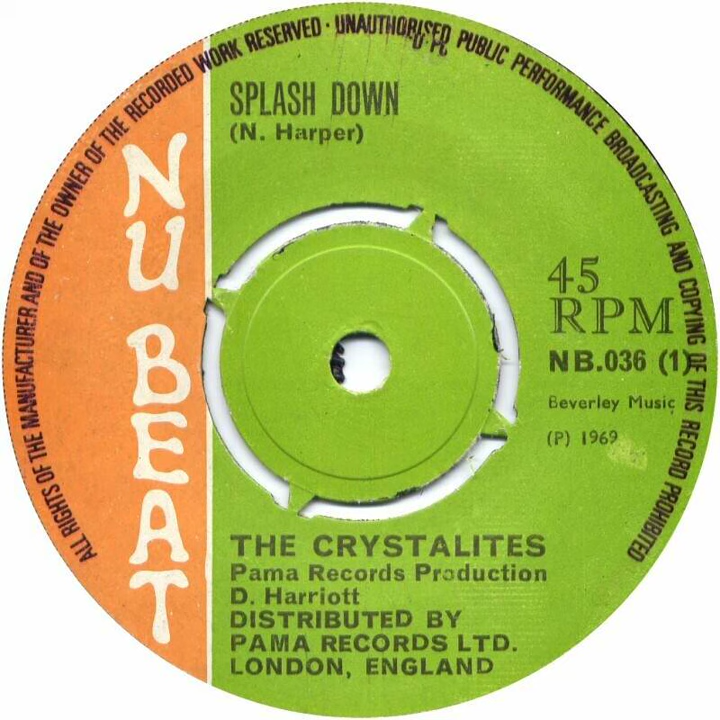 ALL RIGHTS OF THE MANUFACTURER AND OF THE OWNER OF THE RECORDED WORK RESERVED · UNAUTHORISED PUBLIC PERFORMANCE BROADCASTING AND COPYING OF THIS RECORD PROHIBITED
NU BEAT
SPLASH DOWN
(N. Harper)
45
RPM
NB.036 (1)
Beverley Music
(P) 1969
THE CRYSTALITES
Pama Records Production
D. Harriott
DISTRIBUTED BY
PAMA RECORDS LTD.
LONDON, ENGLAND